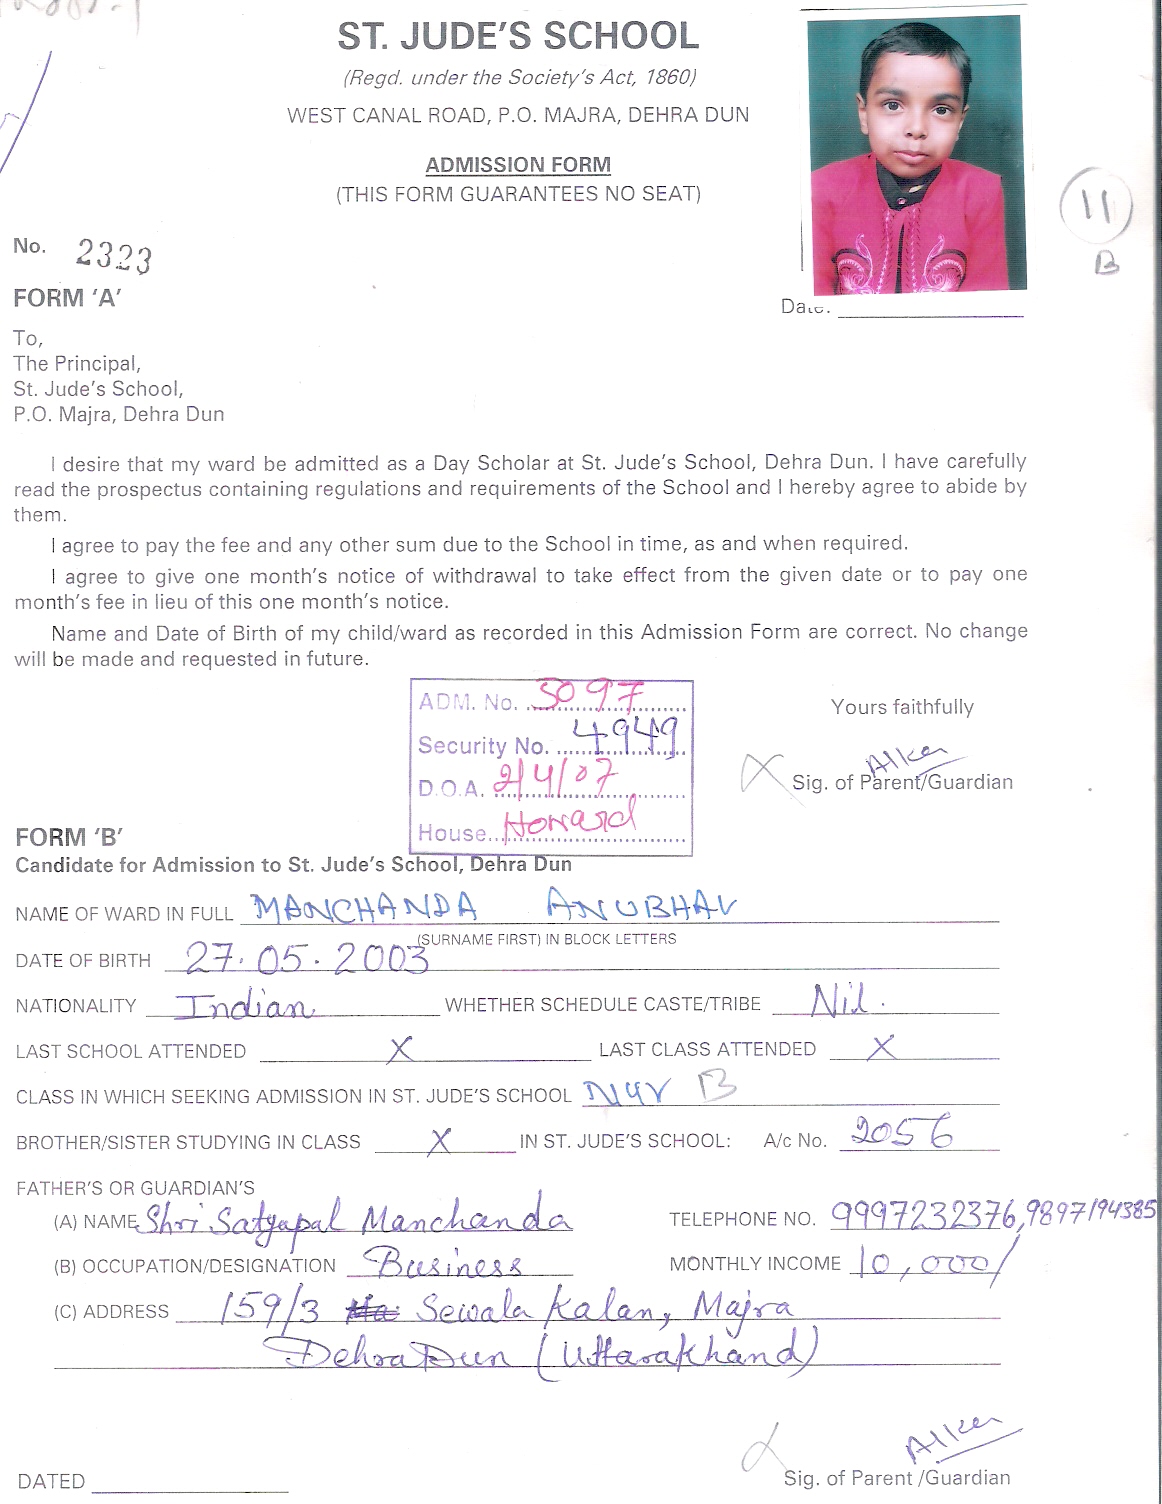 ST. JUDE'S SCHOOL
(Regd. under the Society's Act, 1860)
WEST CANAL ROAD, P.O. MAJRA, DEHRA DUN
ADMISSION FORM
(THIS FORM GUARANTEES NO SEAT)
11
B
No. 2323
FORM 'A'
Date:
To,
The Principal,
St. Jude's School,
P.O. Majra, Dehra Dun
I desire that my ward be admitted as a Day Scholar at St. Jude's School, Dehra Dun. I have carefully
read the prospectus containing regulations and requirements of the School and I hereby agree to abide by
them.
I agree to pay the fee and any other sum due to the School in time, as and when required.
I agree to give one month's notice of withdrawal to take effect from the given date or to pay one
month's fee in lieu of this one month's notice.
Name and Date of Birth of my child/ward as recorded in this Admission Form are correct. No change
will be made and requested in future.
ADM. No. 5097
Security No. 4949
D.O.A. 2/4/07
House Howard
Yours faithfully
Alka
Sig. of Parent/Guardian
FORM 'B'
Candidate for Admission to St. Jude's School, Dehra Dun
NAME OF WARD IN FULL MANCHANDA ANUBHAV
(SURNAME FIRST) IN BLOCK LETTERS
DATE OF BIRTH 27.05.2003
NATIONALITY Indian WHETHER SCHEDULE CASTE/TRIBE Nil.
LAST SCHOOL ATTENDED X LAST CLASS ATTENDED X
CLASS IN WHICH SEEKING ADMISSION IN ST. JUDE'S SCHOOL NUR B
BROTHER/SISTER STUDYING IN CLASS X IN ST. JUDE'S SCHOOL: A/c No. 2056
FATHER'S OR GUARDIAN'S
(A) NAME Shri Satyapal Manchanda TELEPHONE NO. 9997232376,9897194385
(B) OCCUPATION/DESIGNATION Business MONTHLY INCOME 10,000/
(C) ADDRESS 159/3 Sewala Kalan, Majra
Dehra Dun (Uttarakhand)
Alka
DATED Sig. of Parent /Guardian